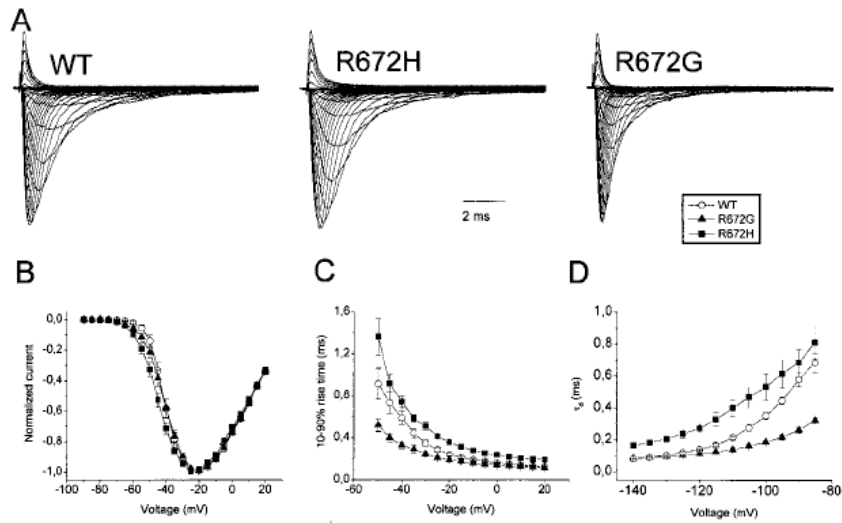 A
WT
R672H
R672G
2 ms
WT
R672G
R672H
B
C
D
0,0
-0,2
-0,4
-0,6
-0,8
-1,0
Normalized current
-100 -80 -60 -40 -20 0 20
Voltage (mV)
1,6
1,2
0,8
0,4
0,0
10-90% rise time (ms)
-60 -40 -20 0 20
Voltage (mV)
1,0
0,8
0,6
0,4
0,2
0,0
τd (ms)
-140 -120 -100 -80
Voltage (mV)